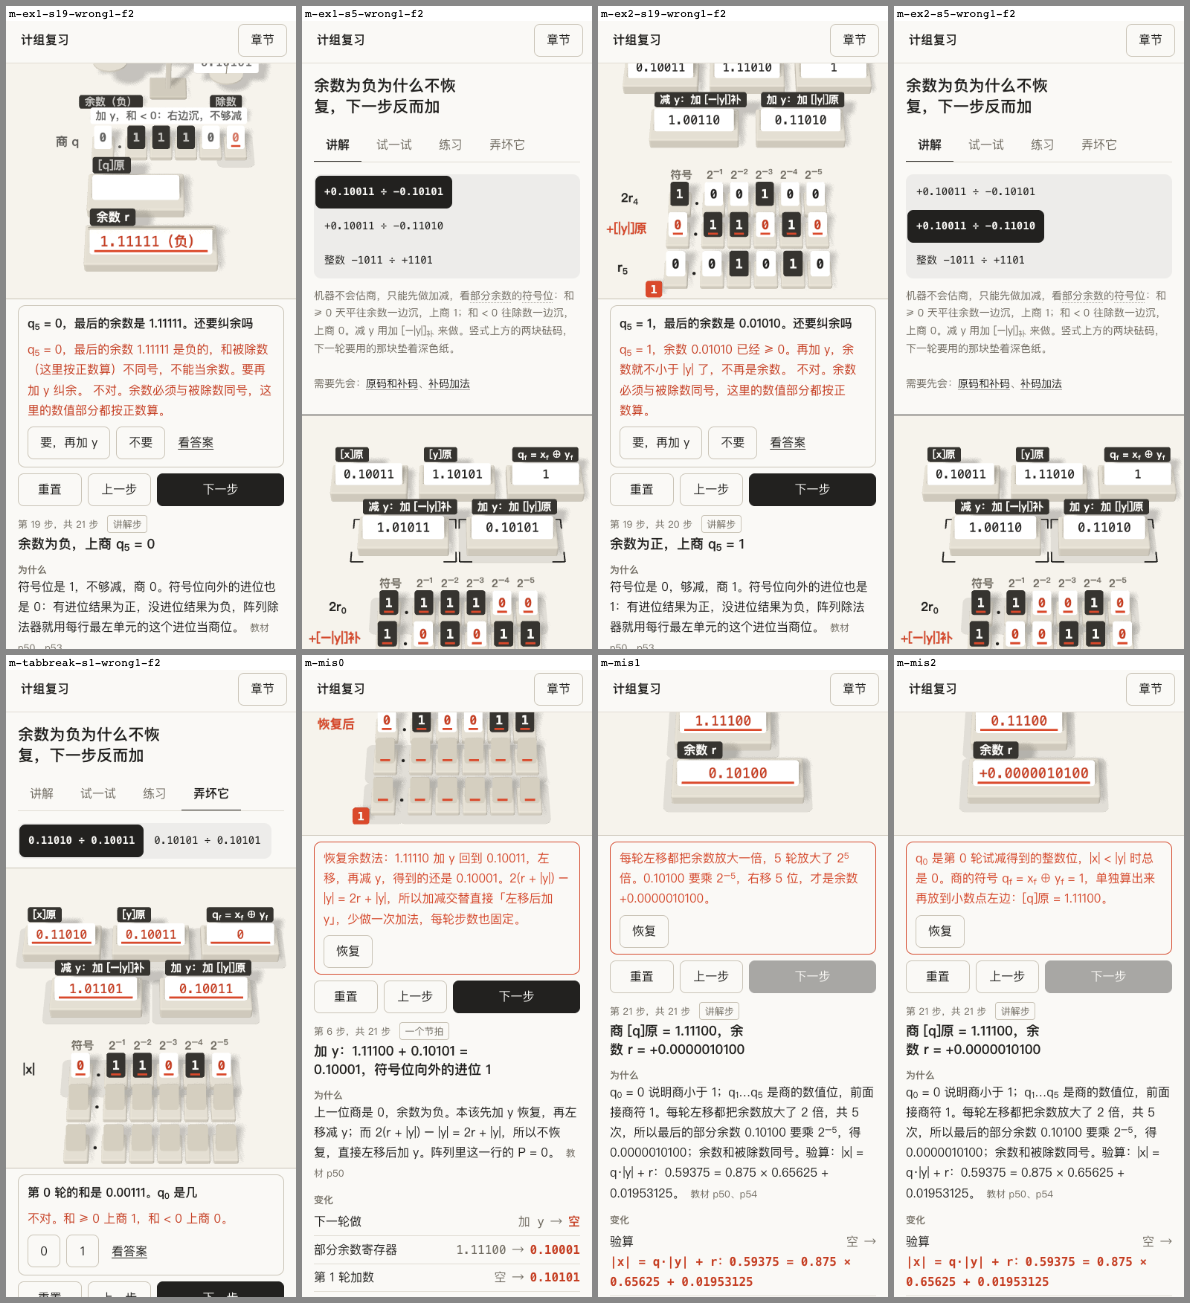 m-ex1-s19-wrong1-f2
计组复习
章节
余数（负）
除数
加 y，和 < 0：右边沉，不够减
商 q
0 . 1 1 1 0 0
[q]原
余数 r
1.11111（负）
q₅ = 0，最后的余数是 1.11111。还要纠余吗
q₅ = 0，最后的余数 1.11111 是负的，和被除数
（这里按正数算）不同号，不能当余数。要再
加 y 纠余。 不对。余数必须与被除数同号，这
里的数值部分都按正数算。
要，再加 y
不要
看答案
重置
上一步
下一步
第 19 步，共 21 步
讲解步
余数为负，上商 q₅ = 0
为什么
符号位是 1，不够减，商 0。符号位向外的进位也
是 0：有进位结果为正，没进位结果为负，阵列除
法器就用每行最左单元的这个进位当商位。 教材
m-ex1-s5-wrong1-f2
计组复习
章节
余数为负为什么不恢
复，下一步反而加
讲解
试一试
练习
弄坏它
+0.10011 ÷ −0.10101
+0.10011 ÷ −0.11010
整数 −1011 ÷ +1101
机器不会估商，只能先做加减，看部分余数的符号位：和
⩾ 0 天平往余数一边沉，上商 1；和 < 0 往除数一边沉，
上商 0。减 y 用加 [−|y|]补 来做。竖式上方的两块砝码，
下一轮要用的那块垫着深色纸。
需要先会：原码和补码、补码加法
[x]原
[y]原
q_f = x_f ⊕ y_f
0.10011
1.10101
1
减 y：加 [−|y|]补
加 y：加 [|y|]原
1.01011
0.10101
符号 2⁻¹ 2⁻² 2⁻³ 2⁻⁴ 2⁻⁵
2r₀
1 . 1 1 1 0 0
+[−|y|]补
1 . 0 1 0 1 1
m-ex2-s19-wrong1-f2
计组复习
章节
0.10011
1.11010
1
减 y：加 [−|y|]补
加 y：加 [|y|]原
1.00110
0.11010
符号 2⁻¹ 2⁻² 2⁻³ 2⁻⁴ 2⁻⁵
2r₄
1 . 0 0 1 0 0
+[|y|]原
0 . 1 1 0 1 0
r₅
0 . 0 1 0 1 0
1
q₅ = 1，最后的余数是 0.01010。还要纠余吗
q₅ = 1，余数 0.01010 已经 ⩾ 0。再加 y，余
数就不小于 |y| 了，不再是余数。 不对。余数
必须与被除数同号，这里的数值部分都按正
数算。
要，再加 y
不要
看答案
重置
上一步
下一步
第 19 步，共 20 步
讲解步
余数为正，上商 q₅ = 1
为什么
符号位是 0，够减，商 1。符号位向外的进位也是
1：有进位结果为正，没进位结果为负，阵列除法
器就用每行最左单元的这个进位当商位。 教材
m-ex2-s5-wrong1-f2
计组复习
章节
余数为负为什么不恢
复，下一步反而加
讲解
试一试
练习
弄坏它
+0.10011 ÷ −0.10101
+0.10011 ÷ −0.11010
整数 −1011 ÷ +1101
机器不会估商，只能先做加减，看部分余数的符号位：和
⩾ 0 天平往余数一边沉，上商 1；和 < 0 往除数一边沉，
上商 0。减 y 用加 [−|y|]补 来做。竖式上方的两块砝码，
下一轮要用的那块垫着深色纸。
需要先会：原码和补码、补码加法
[x]原
[y]原
q_f = x_f ⊕ y_f
0.10011
1.11010
1
减 y：加 [−|y|]补
加 y：加 [|y|]原
1.00110
0.11010
符号 2⁻¹ 2⁻² 2⁻³ 2⁻⁴ 2⁻⁵
2r₀
1 . 1 0 0 1 0
+[−|y|]补
1 . 0 0 1 1 0
m-tabbreak-s1-wrong1-f2
计组复习
章节
余数为负为什么不恢
复，下一步反而加
讲解
试一试
练习
弄坏它
0.11010 ÷ 0.10011
0.10101 ÷ 0.10101
[x]原
[y]原
q_f = x_f ⊕ y_f
0.11010
0.10011
0
减 y：加 [−|y|]补
加 y：加 [|y|]原
1.01101
0.10011
符号 2⁻¹ 2⁻² 2⁻³ 2⁻⁴ 2⁻⁵
|x|
0 . 1 1 0 1 0
第 0 轮的和是 0.00111。q₀ 是几
不对。和 ⩾ 0 上商 1，和 < 0 上商 0。
0
1
看答案
m-mis0
计组复习
章节
恢复后
0 . 1 0 0 1 1
1
恢复余数法：1.11110 加 y 回到 0.10011，左
移，再减 y，得到的还是 0.10001。2(r + |y|) −
|y| = 2r + |y|，所以加减交替直接「左移后加
y」，少做一次加法，每轮步数也固定。
恢复
重置
上一步
下一步
第 6 步，共 21 步
一个节拍
加 y：1.11100 + 0.10101 =
0.10001，符号位向外的进位 1
为什么
上一位商是 0，余数为负。本该先加 y 恢复，再左
移减 y；而 2(r + |y|) − |y| = 2r + |y|，所以不恢
复，直接左移后加 y。阵列里这一行的 P = 0。 教
材 p50
变化
下一轮做
加 y → 空
部分余数寄存器
1.11100 → 0.10001
第 1 轮加数
空 → 0.10101
m-mis1
计组复习
章节
1.11100
余数 r
0.10100
每轮左移都把余数放大一倍，5 轮放大了 2⁵
倍。0.10100 要乘 2⁻⁵，右移 5 位，才是余数
+0.0000010100。
恢复
重置
上一步
下一步
第 21 步，共 21 步
讲解步
商 [q]原 = 1.11100，余
数 r = +0.0000010100
为什么
q₀ = 0 说明商小于 1；q₁…q₅ 是商的数值位，前面
接商符 1。每轮左移都把余数放大了 2 倍，共 5
次，所以最后的部分余数 0.10100 要乘 2⁻⁵，得
0.0000010100；余数和被除数同号。验算：|x| =
q·|y| + r：0.59375 = 0.875 × 0.65625 +
0.01953125。 教材 p50、p54
变化
验算
空 →
|x| = q·|y| + r：0.59375 = 0.875 ×
0.65625 + 0.01953125
m-mis2
计组复习
章节
0.11100
余数 r
+0.0000010100
q₀ 是第 0 轮试减得到的整数位，|x| < |y| 时总
是 0。商的符号 q_f = x_f ⊕ y_f = 1，单独算出来
再放到小数点左边：[q]原 = 1.11100。
恢复
重置
上一步
下一步
第 21 步，共 21 步
讲解步
商 [q]原 = 1.11100，余
数 r = +0.0000010100
为什么
q₀ = 0 说明商小于 1；q₁…q₅ 是商的数值位，前面
接商符 1。每轮左移都把余数放大了 2 倍，共 5
次，所以最后的部分余数 0.10100 要乘 2⁻⁵，得
0.0000010100；余数和被除数同号。验算：|x| =
q·|y| + r：0.59375 = 0.875 × 0.65625 +
0.01953125。 教材 p50、p54
变化
验算
空 →
|x| = q·|y| + r：0.59375 = 0.875 ×
0.65625 + 0.01953125